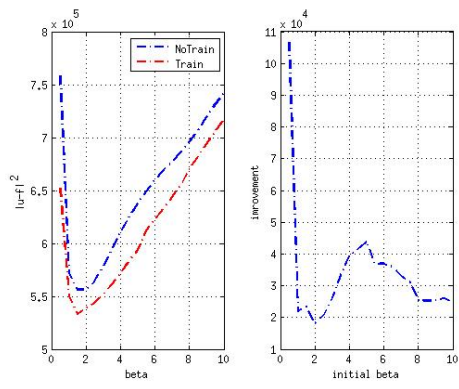 x 10^5
8
7.5
7
6.5
6
5.5
5
0 2 4 6 8 10
beta
|u-f|^2
NoTrain
Train
x 10^4
11
10
9
8
7
6
5
4
3
2
1
0 2 4 6 8 10
initial beta
improvement